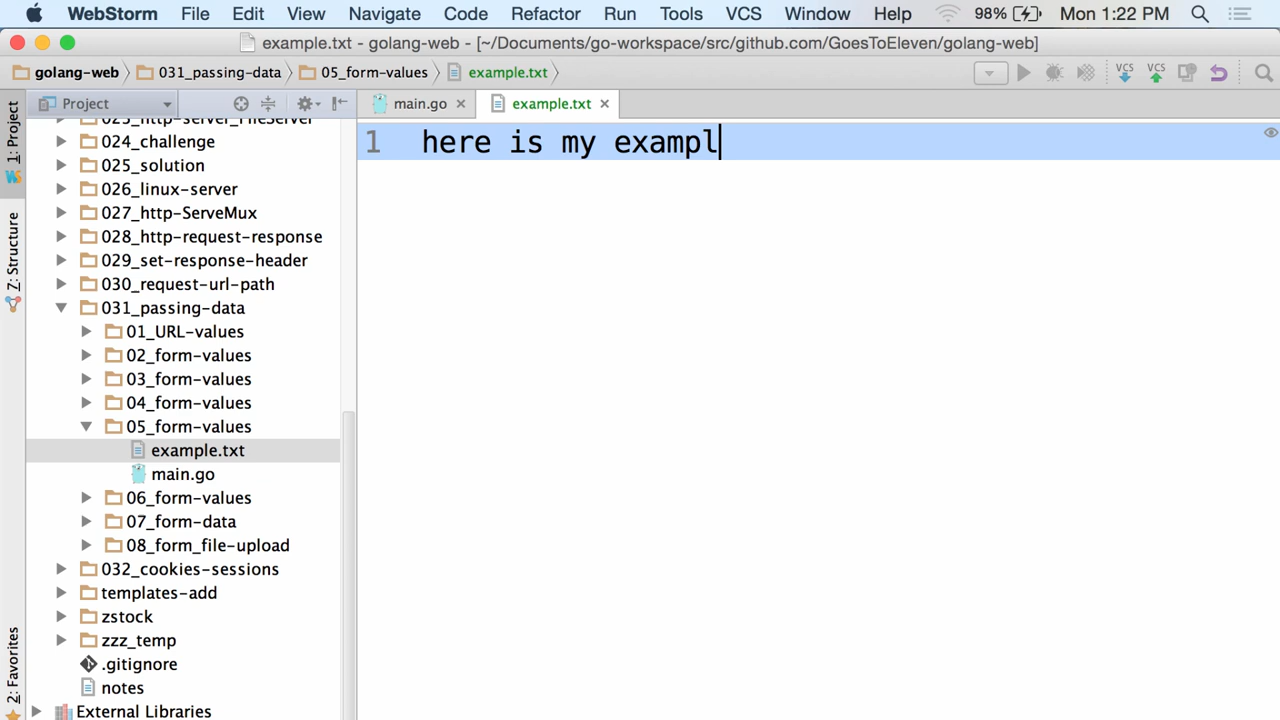 WebStorm File Edit View Navigate Code Refactor Run Tools VCS Window Help 98% Mon 1:22 PM
example.txt - golang-web - [~/Documents/go-workspace/src/github.com/GoesToEleven/golang-web]
golang-web 031_passing-data 05_form-values example.txt VCS VCS
1: Project
Project
main.go
example.txt
1 here is my exampl
023_http-server_FileServer
024_challenge
025_solution
026_linux-server
Z: Structure
027_http-ServeMux
028_http-request-response
029_set-response-header
030_request-url-path
031_passing-data
01_URL-values
02_form-values
03_form-values
04_form-values
05_form-values
example.txt
main.go
06_form-values
07_form-data
08_form_file-upload
032_cookies-sessions
templates-add
zstock
zzz_temp
.gitignore
notes
2: Favorites
External Libraries